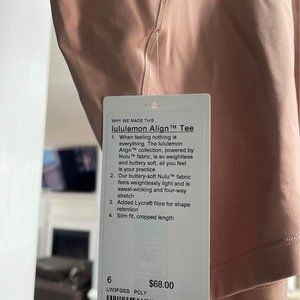 WHY WE MADE THIS
lululemon Align™ Tee
1. When feeling nothing is
everything. The lululemon
Align™ collection, powered by
Nulu™ fabric, is so weightless
and buttery soft, all you feel
is your practice
2. Our buttery-soft Nulu™ fabric
feels weightlessly light and is
sweat-wicking and four-way
stretch
3. Added Lycra® fibre for shape
retention
4. Slim fit, cropped length
6 $68.00
LW3FQSS PCLY